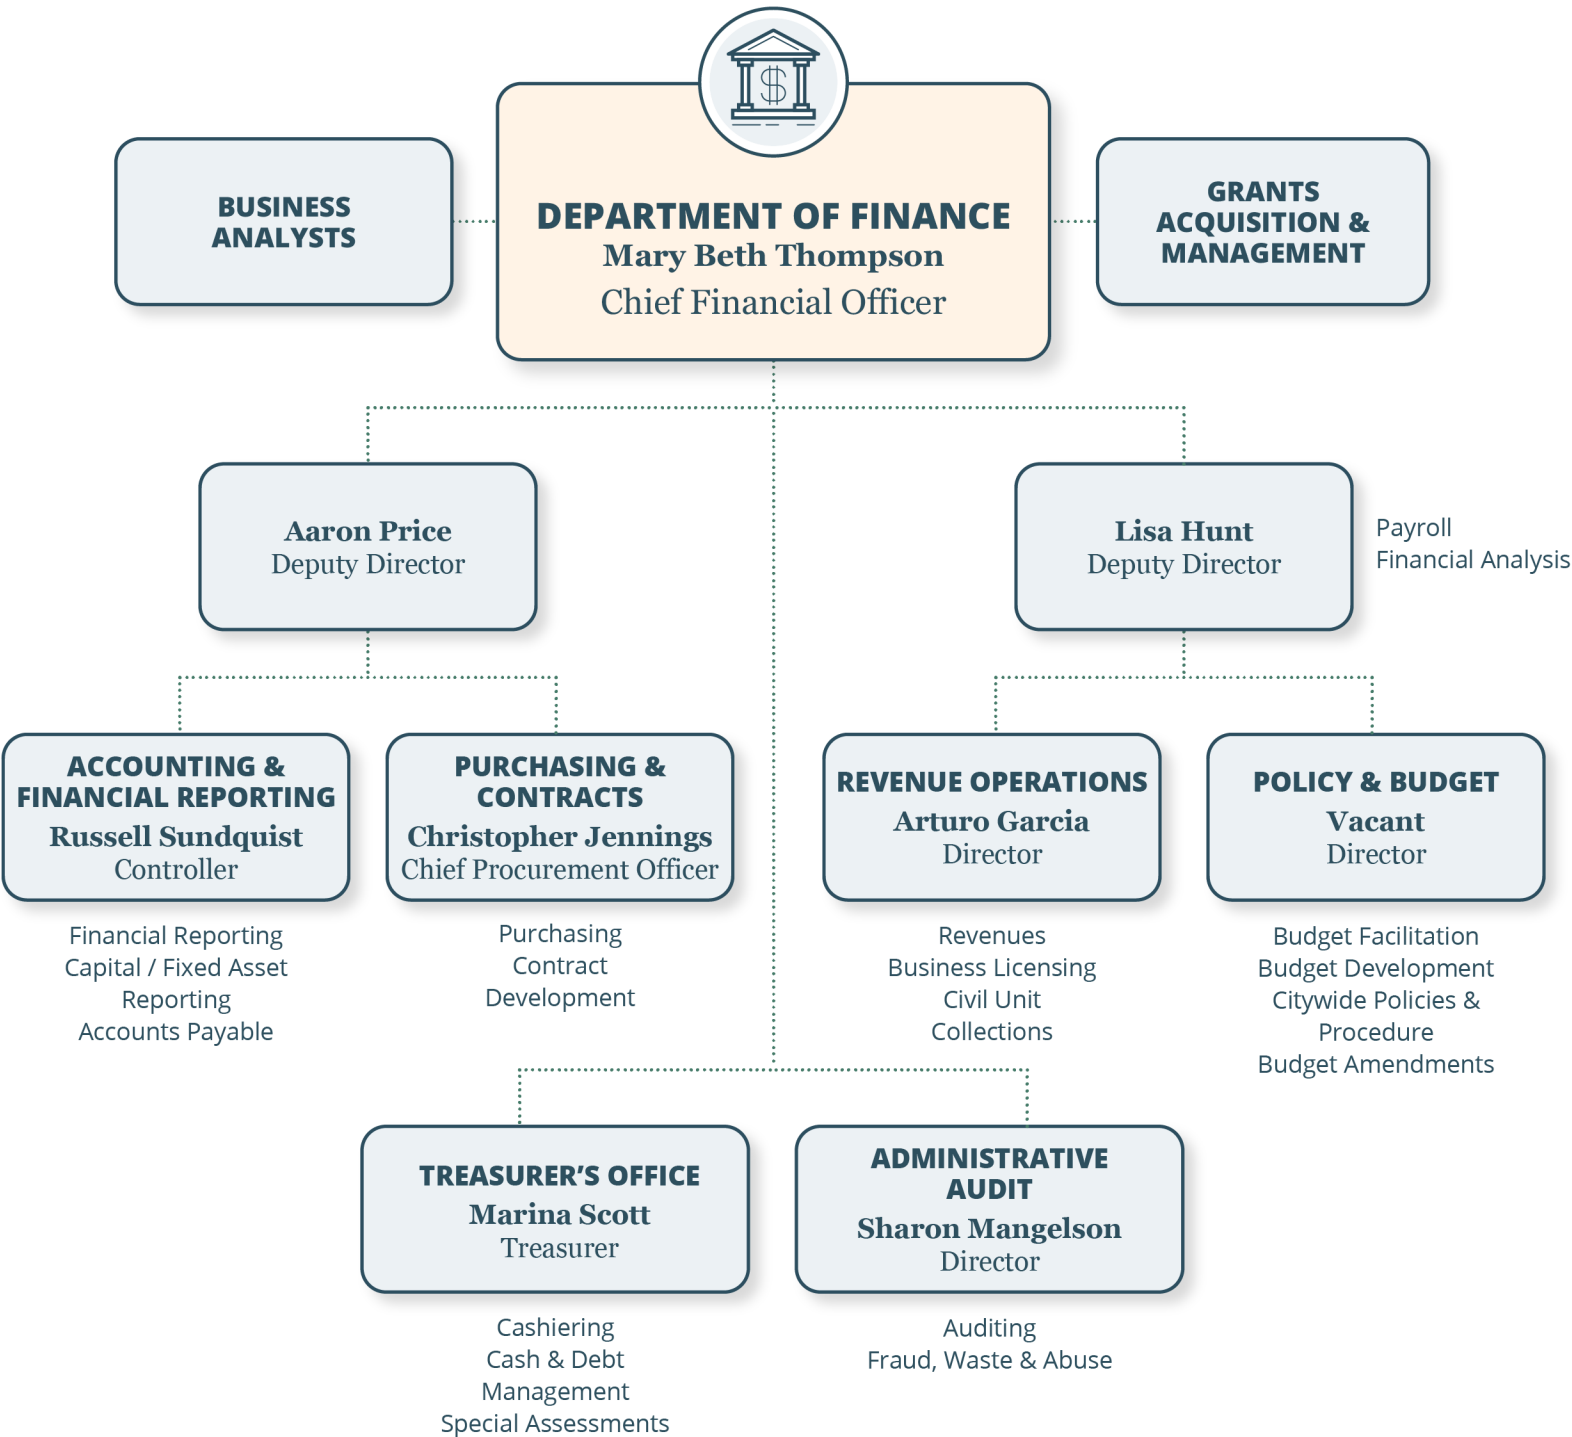 BUSINESS
ANALYSTS
$
DEPARTMENT OF FINANCE
Mary Beth Thompson
Chief Financial Officer
GRANTS
ACQUISITION &
MANAGEMENT
Aaron Price
Deputy Director
Lisa Hunt
Deputy Director
Payroll
Financial Analysis
ACCOUNTING &
FINANCIAL REPORTING
Russell Sundquist
Controller
Financial Reporting
Capital / Fixed Asset
Reporting
Accounts Payable
PURCHASING &
CONTRACTS
Christopher Jennings
Chief Procurement Officer
Purchasing
Contract
Development
REVENUE OPERATIONS
Arturo Garcia
Director
Revenues
Business Licensing
Civil Unit
Collections
POLICY & BUDGET
Vacant
Director
Budget Facilitation
Budget Development
Citywide Policies &
Procedure
Budget Amendments
TREASURER’S OFFICE
Marina Scott
Treasurer
Cashiering
Cash & Debt
Management
Special Assessments
ADMINISTRATIVE
AUDIT
Sharon Mangelson
Director
Auditing
Fraud, Waste & Abuse